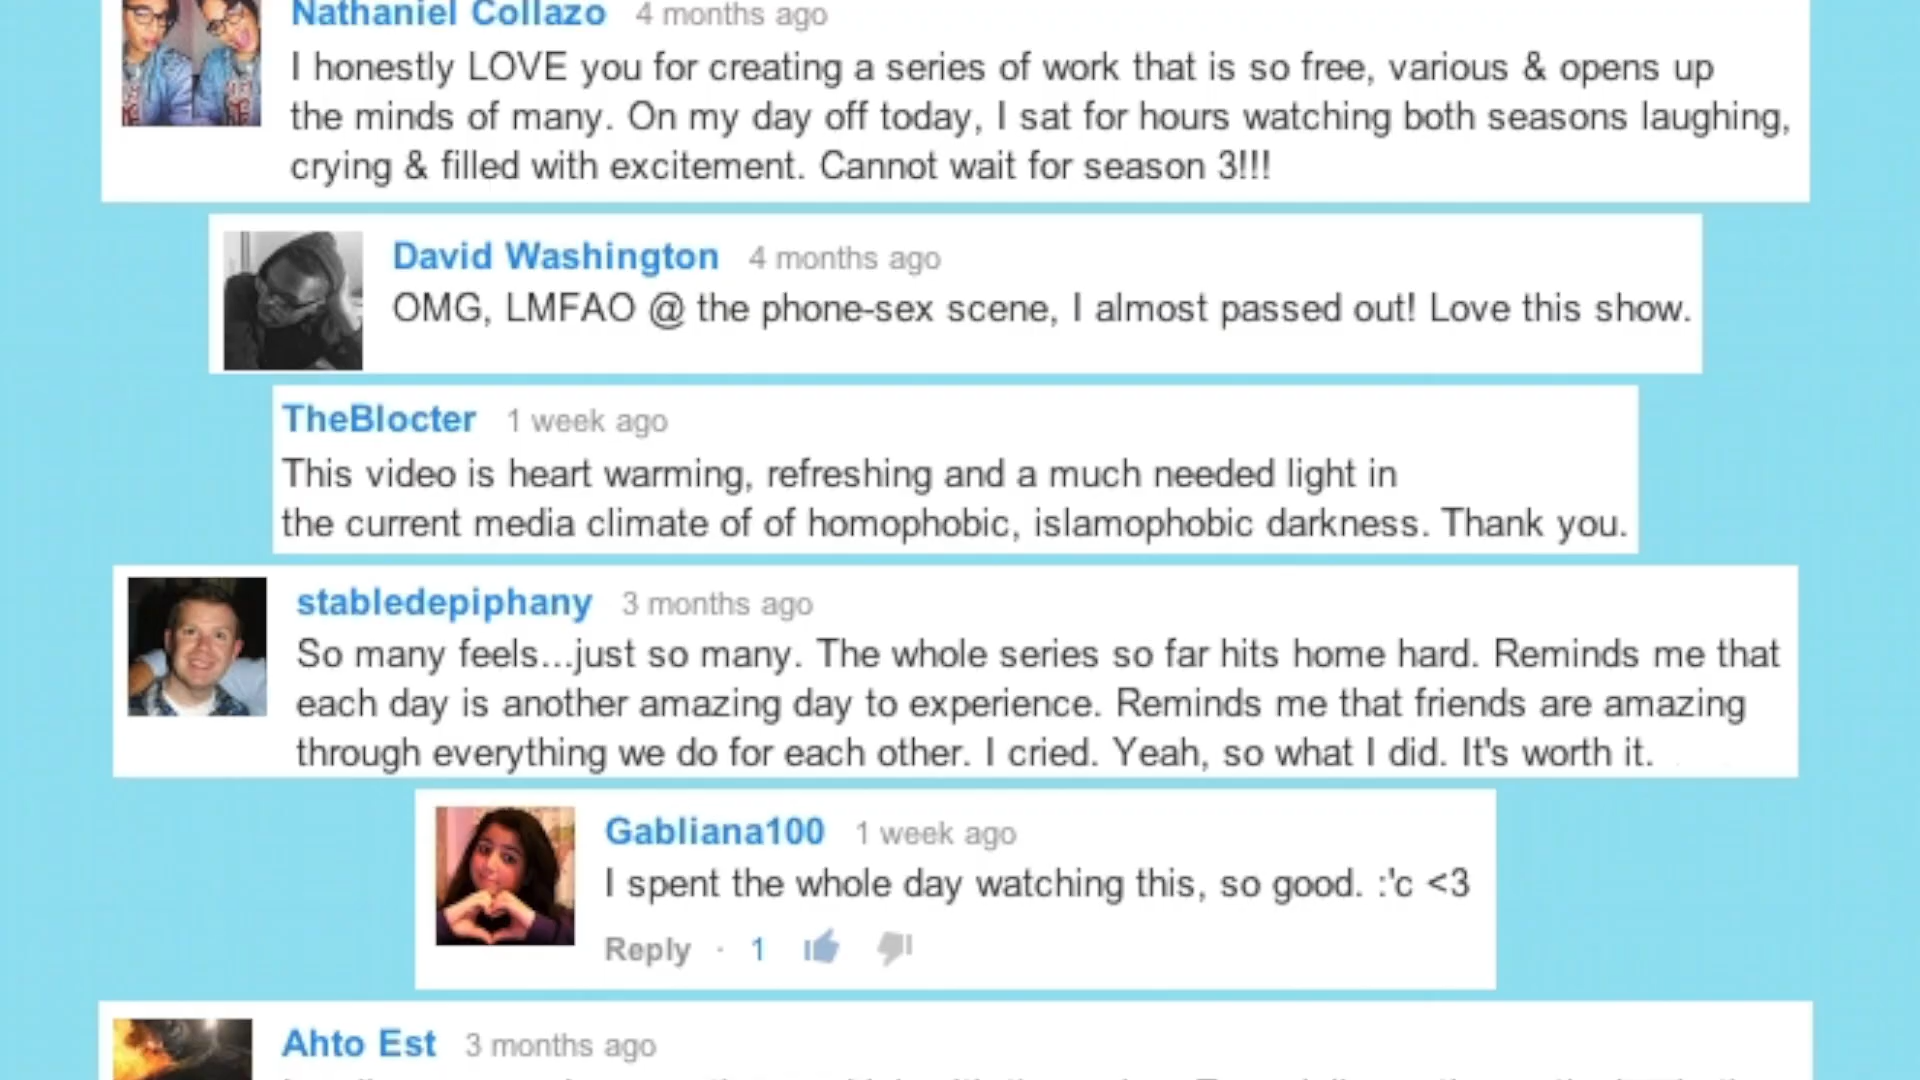 Nathaniel Collazo 4 months ago
I honestly LOVE you for creating a series of work that is so free, various & opens up
the minds of many. On my day off today, I sat for hours watching both seasons laughing,
crying & filled with excitement. Cannot wait for season 3!!!
David Washington 4 months ago
OMG, LMFAO @ the phone-sex scene, I almost passed out! Love this show.
TheBlocter 1 week ago
This video is heart warming, refreshing and a much needed light in
the current media climate of of homophobic, islamophobic darkness. Thank you.
stabledepiphany 3 months ago
So many feels...just so many. The whole series so far hits home hard. Reminds me that
each day is another amazing day to experience. Reminds me that friends are amazing
through everything we do for each other. I cried. Yeah, so what I did. It's worth it.
Gabliana100 1 week ago
I spent the whole day watching this, so good. :'c <3
Reply · 1
Ahto Est 3 months ago